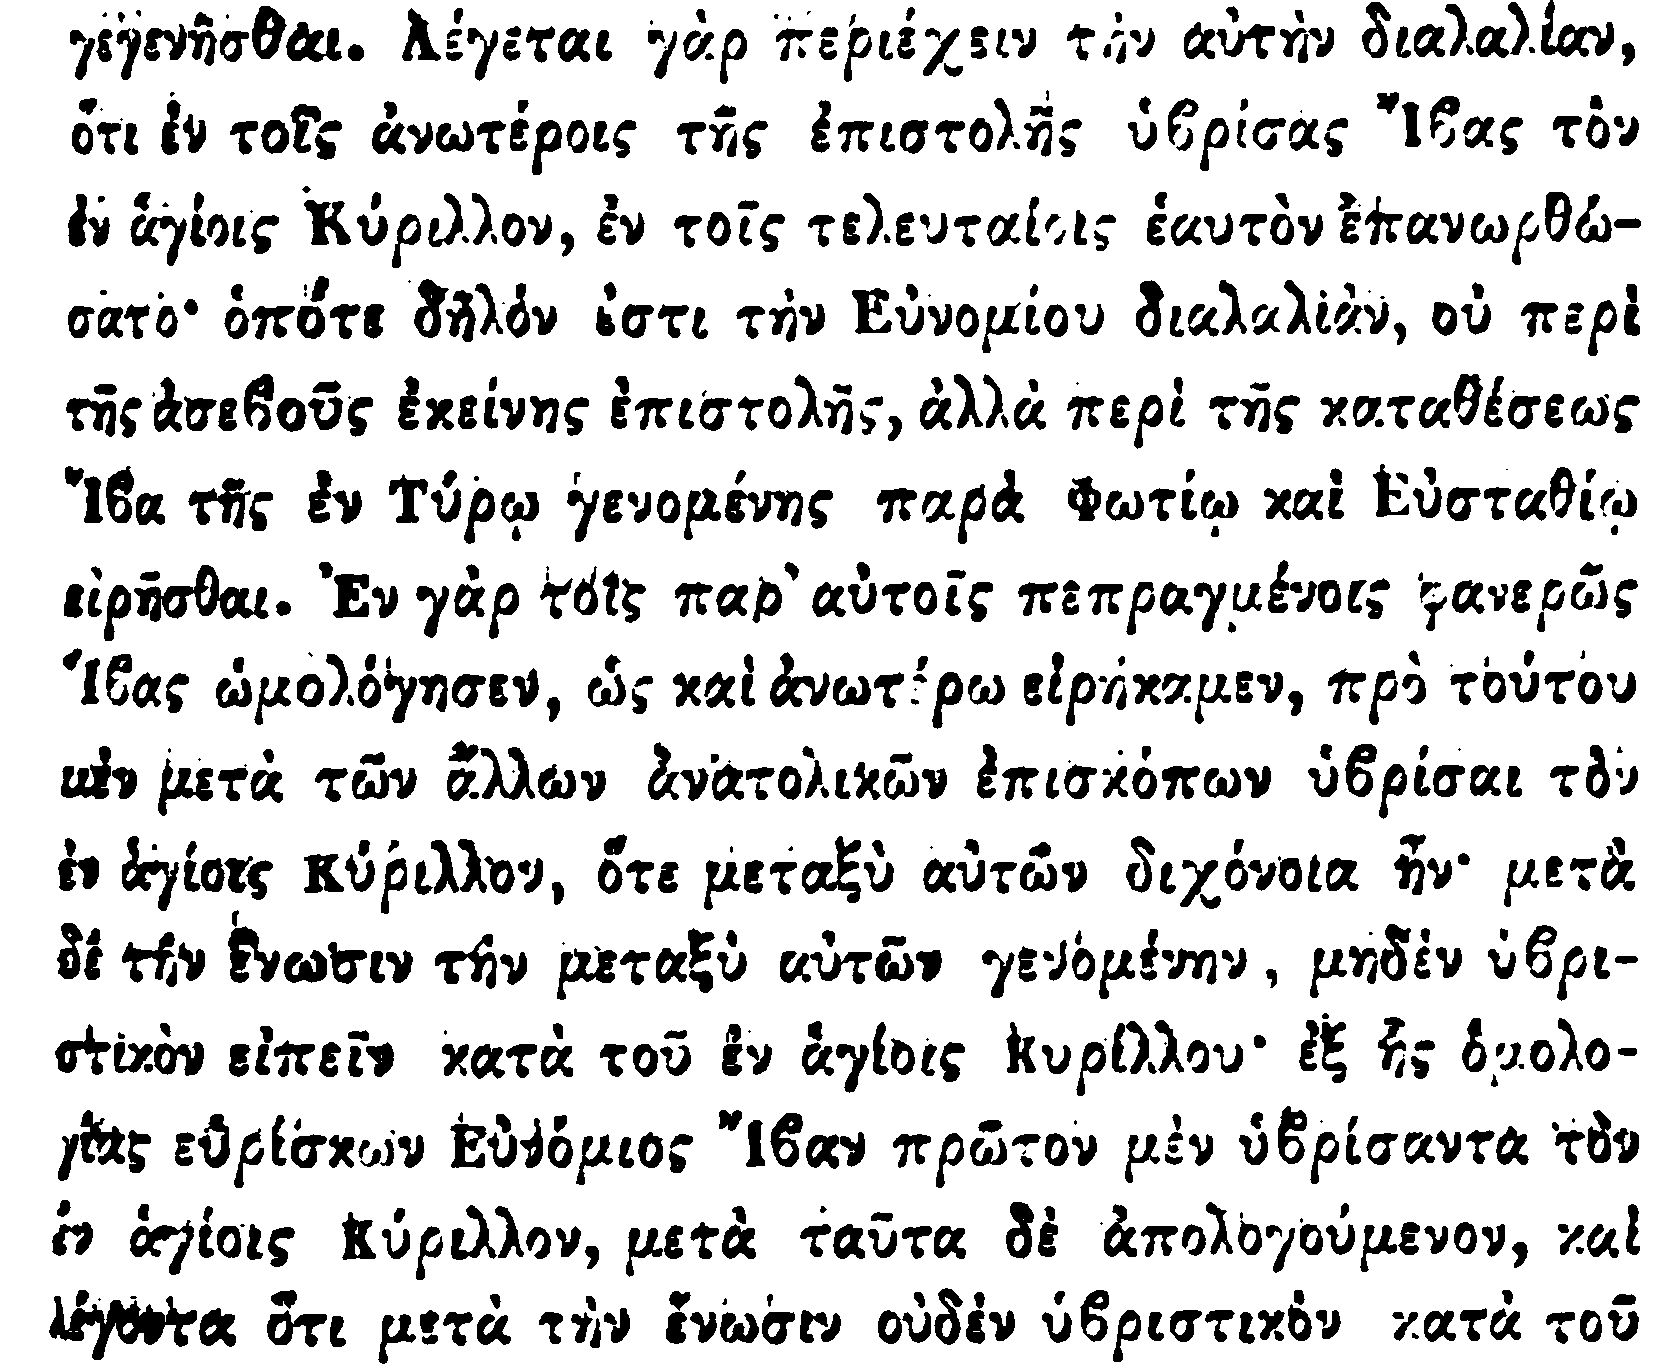 γεγενῆσθαι. Λέγεται γὰρ περιέχειν τὴν αὐτὴν διαλαλίαν,
ὅτι ἐν τοῖς ἀνωτέροις τῆς ἐπιστολῆς ὑβρίσας Ἴβας τὸν
ἐν ἁγίοις Κύριλλον, ἐν τοῖς τελευταίοις ἑαυτὸν ἐπανωρθώ-
σατο· ὁπότε δῆλόν ἐστι τὴν Εὐνομίου διαλαλιὰν, οὐ περὶ
τῆς ἀσεβοῦς ἐκείνης ἐπιστολῆς, ἀλλὰ περὶ τῆς καταθέσεως
Ἴβα τῆς ἐν Τύρῳ γενομένης παρὰ Φωτίῳ καὶ Εὐσταθίῳ
εἰρῆσθαι. Ἐν γὰρ τοῖς παρ' αὐτοῖς πεπραγμένοις φανερῶς
Ἴβας ὡμολόγησεν, ὡς καὶ ἀνωτέρω εἰρήκαμεν, πρὸ τούτου
μὲν μετὰ τῶν ἄλλων ἀνατολικῶν ἐπισκόπων ὑβρίσαι τὸν
ἐν ἁγίοις Κύριλλον, ὅτε μεταξὺ αὐτῶν διχόνοια ἦν· μετὰ
δὲ τὴν ἕνωσιν τὴν μεταξὺ αὐτῶν γενομένην, μηδὲν ὑβρι-
στικὸν εἰπεῖν κατὰ τοῦ ἐν ἁγίοις Κυρίλλου· ἐξ ἧς ὁμολο-
γίας εὑρίσκων Εὐνόμιος Ἴβαν πρῶτον μὲν ὑβρίσαντα τὸν
ἐν ἁγίοις Κύριλλον, μετὰ ταῦτα δὲ ἀπολογούμενον, καὶ
λέγοντα ὅτι μετὰ τὴν ἕνωσιν οὐδὲν ὑβριστικὸν κατὰ τοῦ